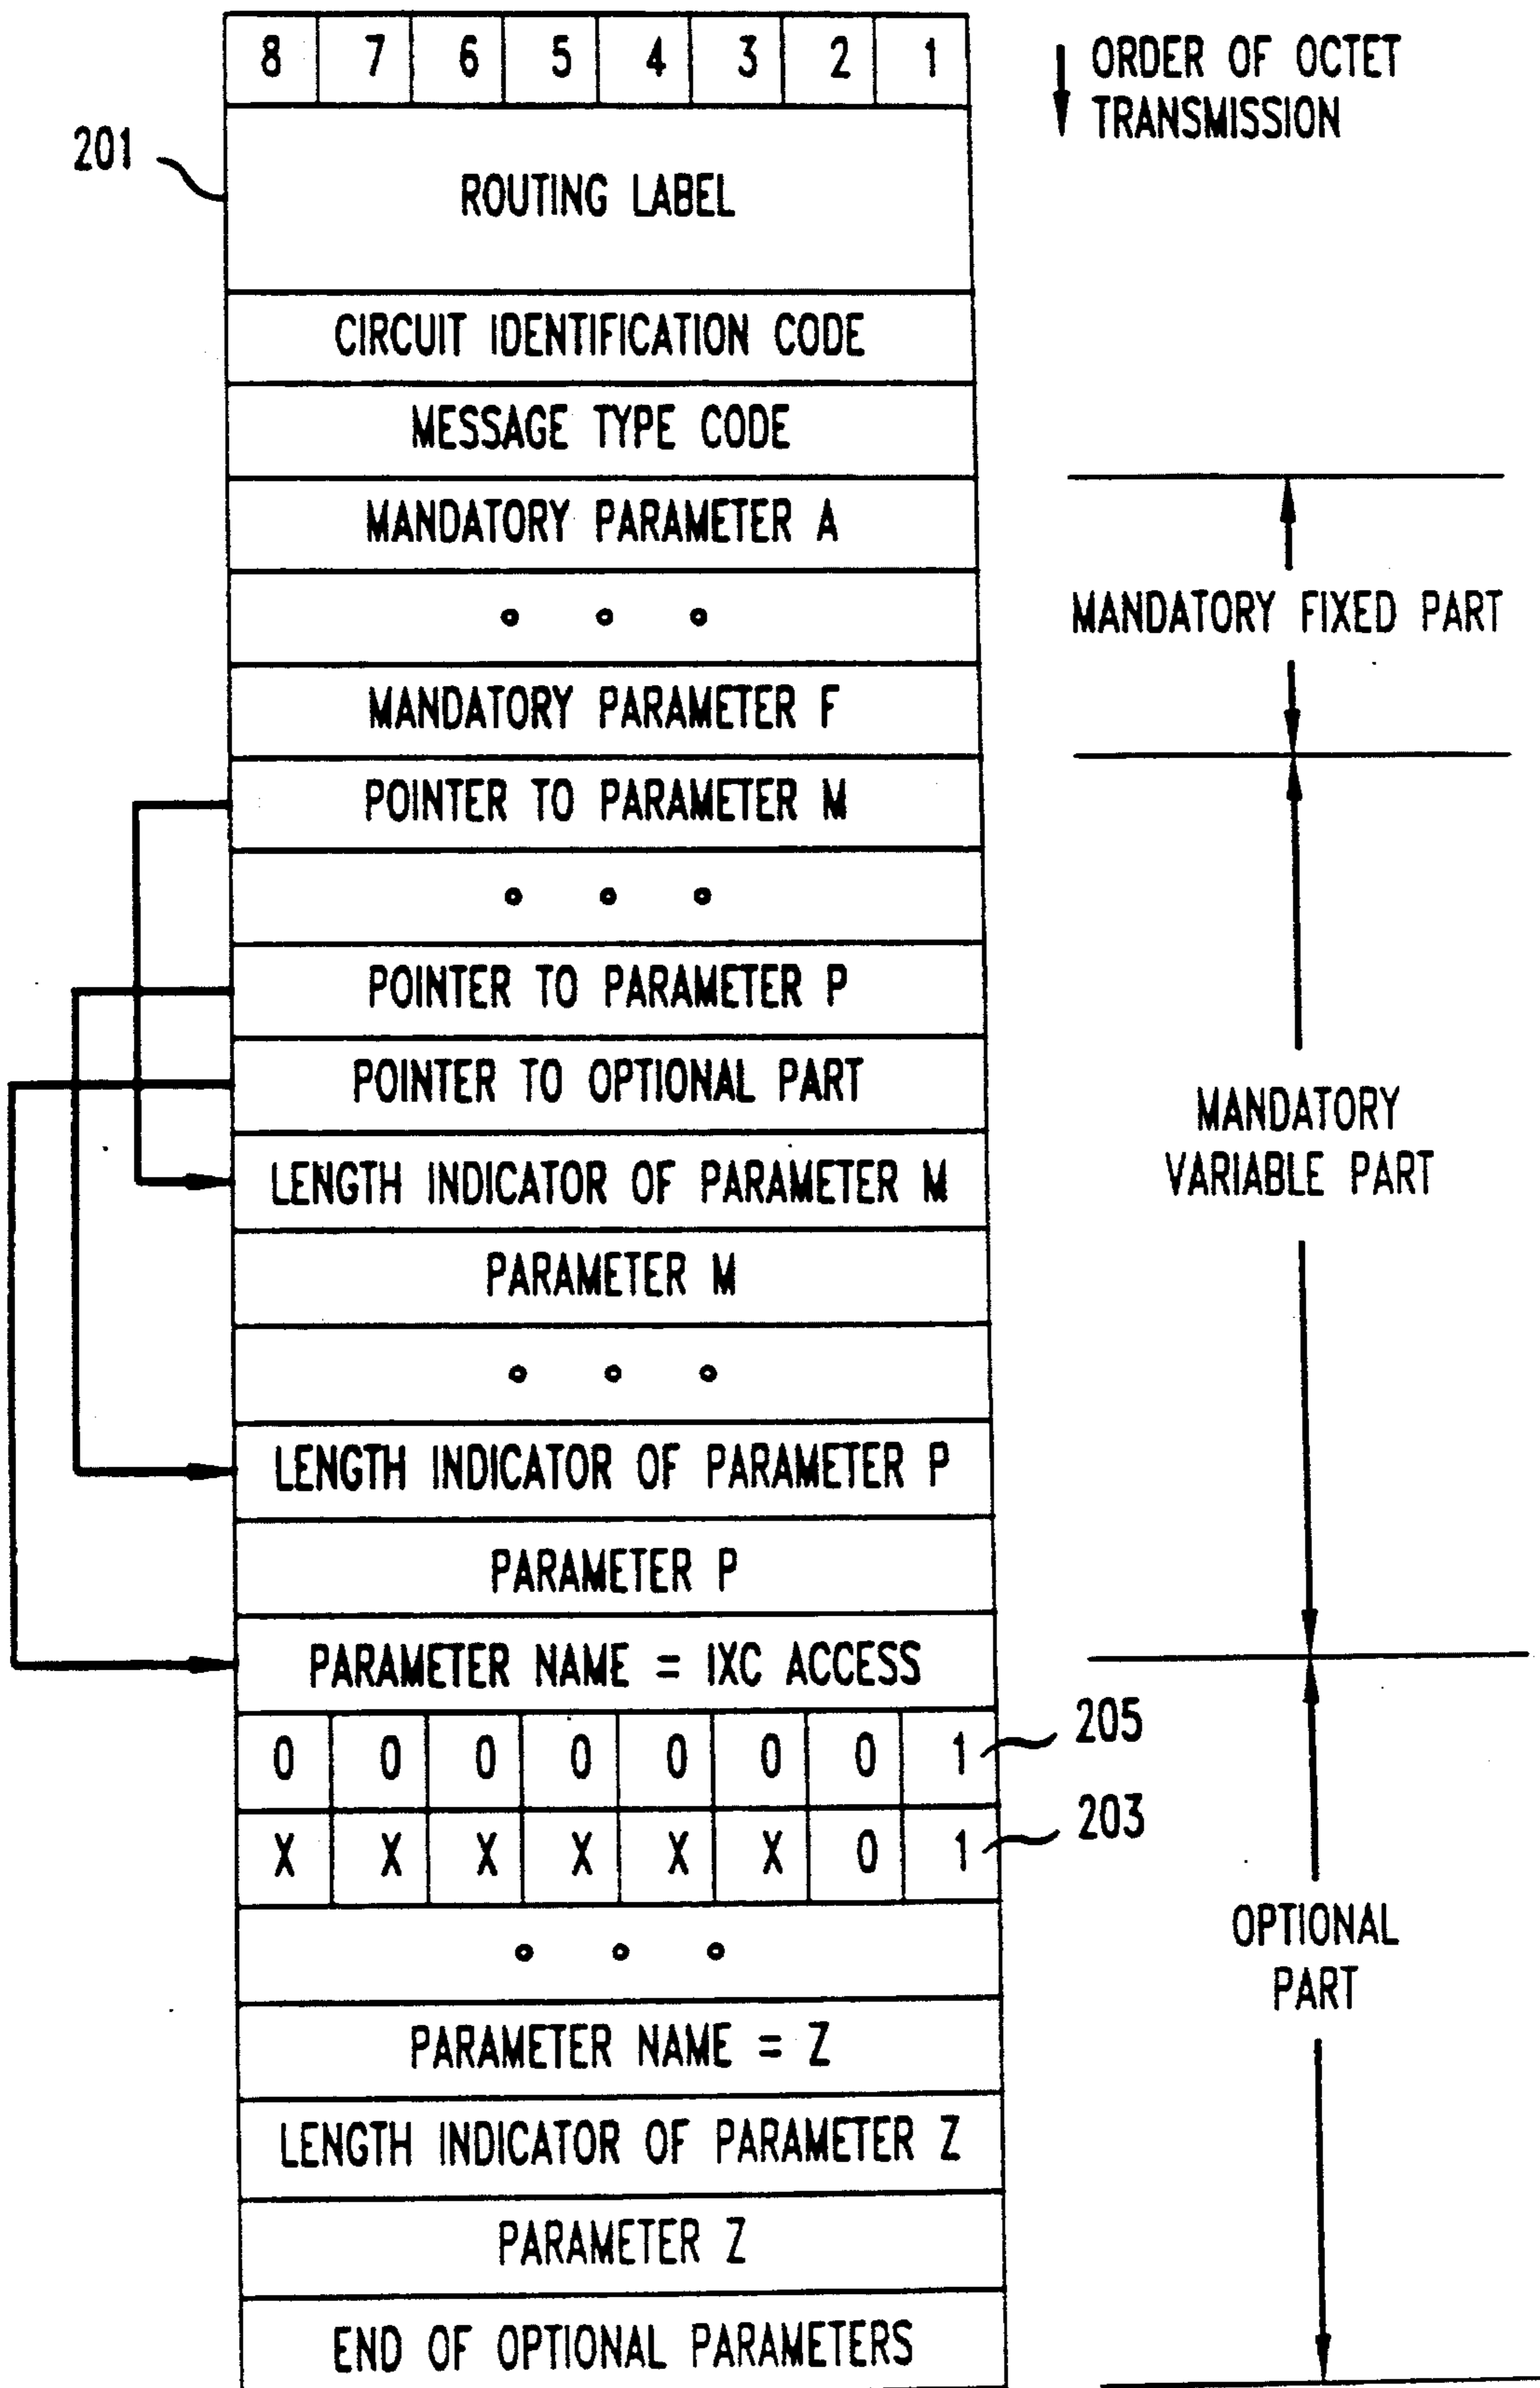 8 7 6 5 4 3 2 1
ORDER OF OCTET
TRANSMISSION
201
ROUTING LABEL
CIRCUIT IDENTIFICATION CODE
MESSAGE TYPE CODE
MANDATORY PARAMETER A
MANDATORY FIXED PART
MANDATORY PARAMETER F
POINTER TO PARAMETER M
POINTER TO PARAMETER P
POINTER TO OPTIONAL PART
MANDATORY
VARIABLE PART
LENGTH INDICATOR OF PARAMETER M
PARAMETER M
LENGTH INDICATOR OF PARAMETER P
PARAMETER P
PARAMETER NAME = IXC ACCESS
0 0 0 0 0 0 0 1 205
X X X X X X 0 1 203
OPTIONAL
PART
PARAMETER NAME = Z
LENGTH INDICATOR OF PARAMETER Z
PARAMETER Z
END OF OPTIONAL PARAMETERS